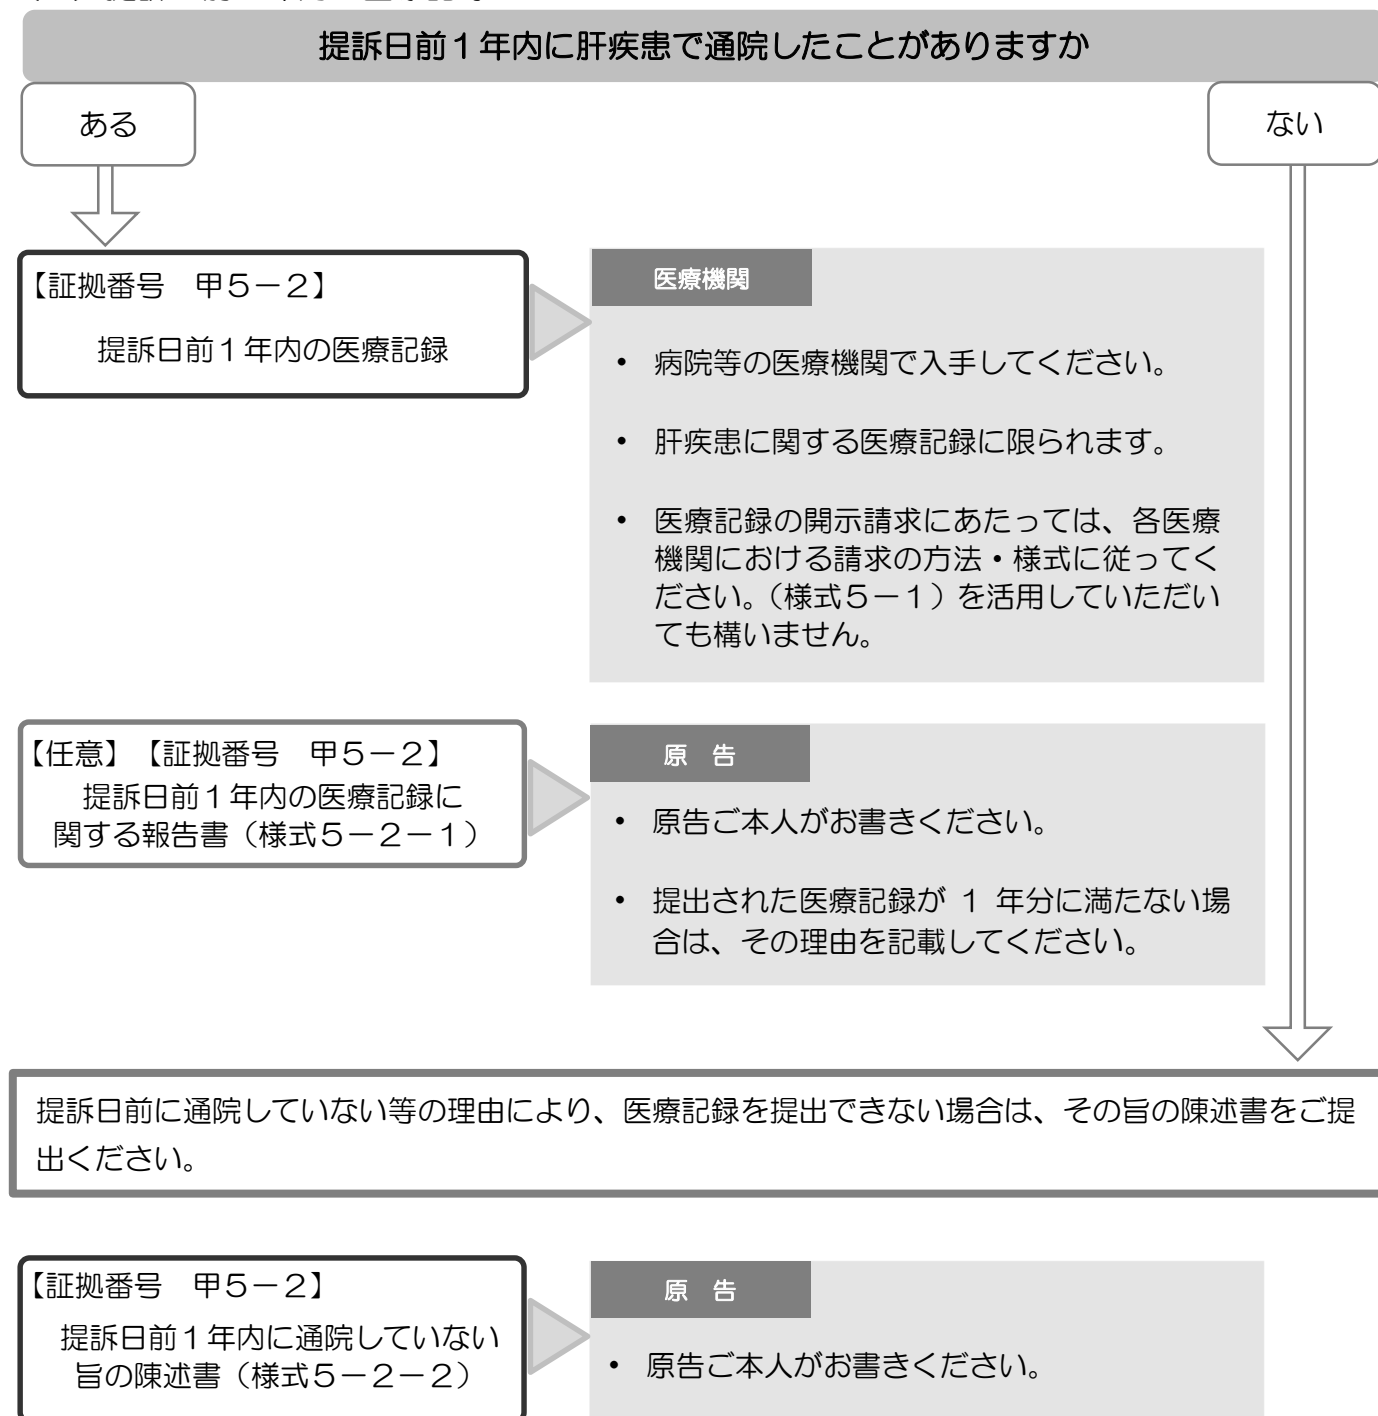 提訴日前１年内に肝疾患で通院したことがありますか
ある
ない
【証拠番号　甲５－２】
提訴日前１年内の医療記録
医療機関
• 病院等の医療機関で入手してください。
• 肝疾患に関する医療記録に限られます。
• 医療記録の開示請求にあたっては、各医療
機関における請求の方法・様式に従ってく
ださい。（様式５－１）を活用していただい
ても構いません。
【任意】【証拠番号　甲５－２】
提訴日前１年内の医療記録に
関する報告書（様式５－２－１）
原　告
• 原告ご本人がお書きください。
• 提出された医療記録が 1 年分に満たない場
合は、その理由を記載してください。
提訴日前に通院していない等の理由により、医療記録を提出できない場合は、その旨の陳述書をご提
出ください。
【証拠番号　甲５－２】
提訴日前１年内に通院していない
旨の陳述書（様式５－２－２）
原　告
• 原告ご本人がお書きください。